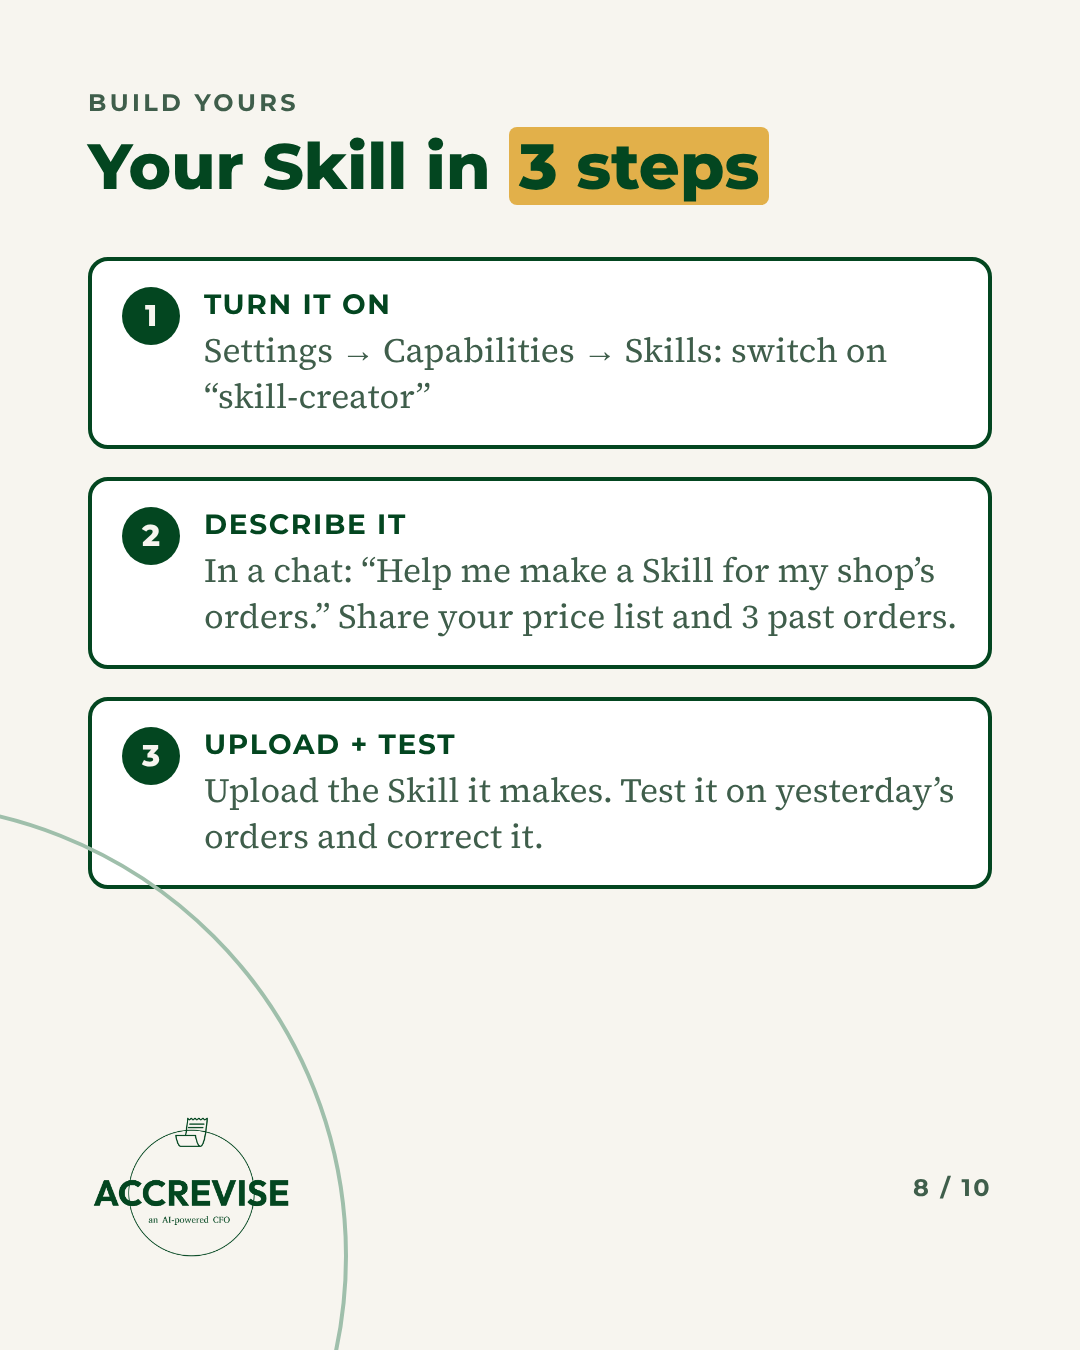 BUILD YOURS
Your Skill in 3 steps
1
TURN IT ON
Settings → Capabilities → Skills: switch on
“skill-creator”
2
DESCRIBE IT
In a chat: “Help me make a Skill for my shop’s
orders.” Share your price list and 3 past orders.
3
UPLOAD + TEST
Upload the Skill it makes. Test it on yesterday’s
orders and correct it.
ACCREVISE
an AI-powered CFO
8 / 10